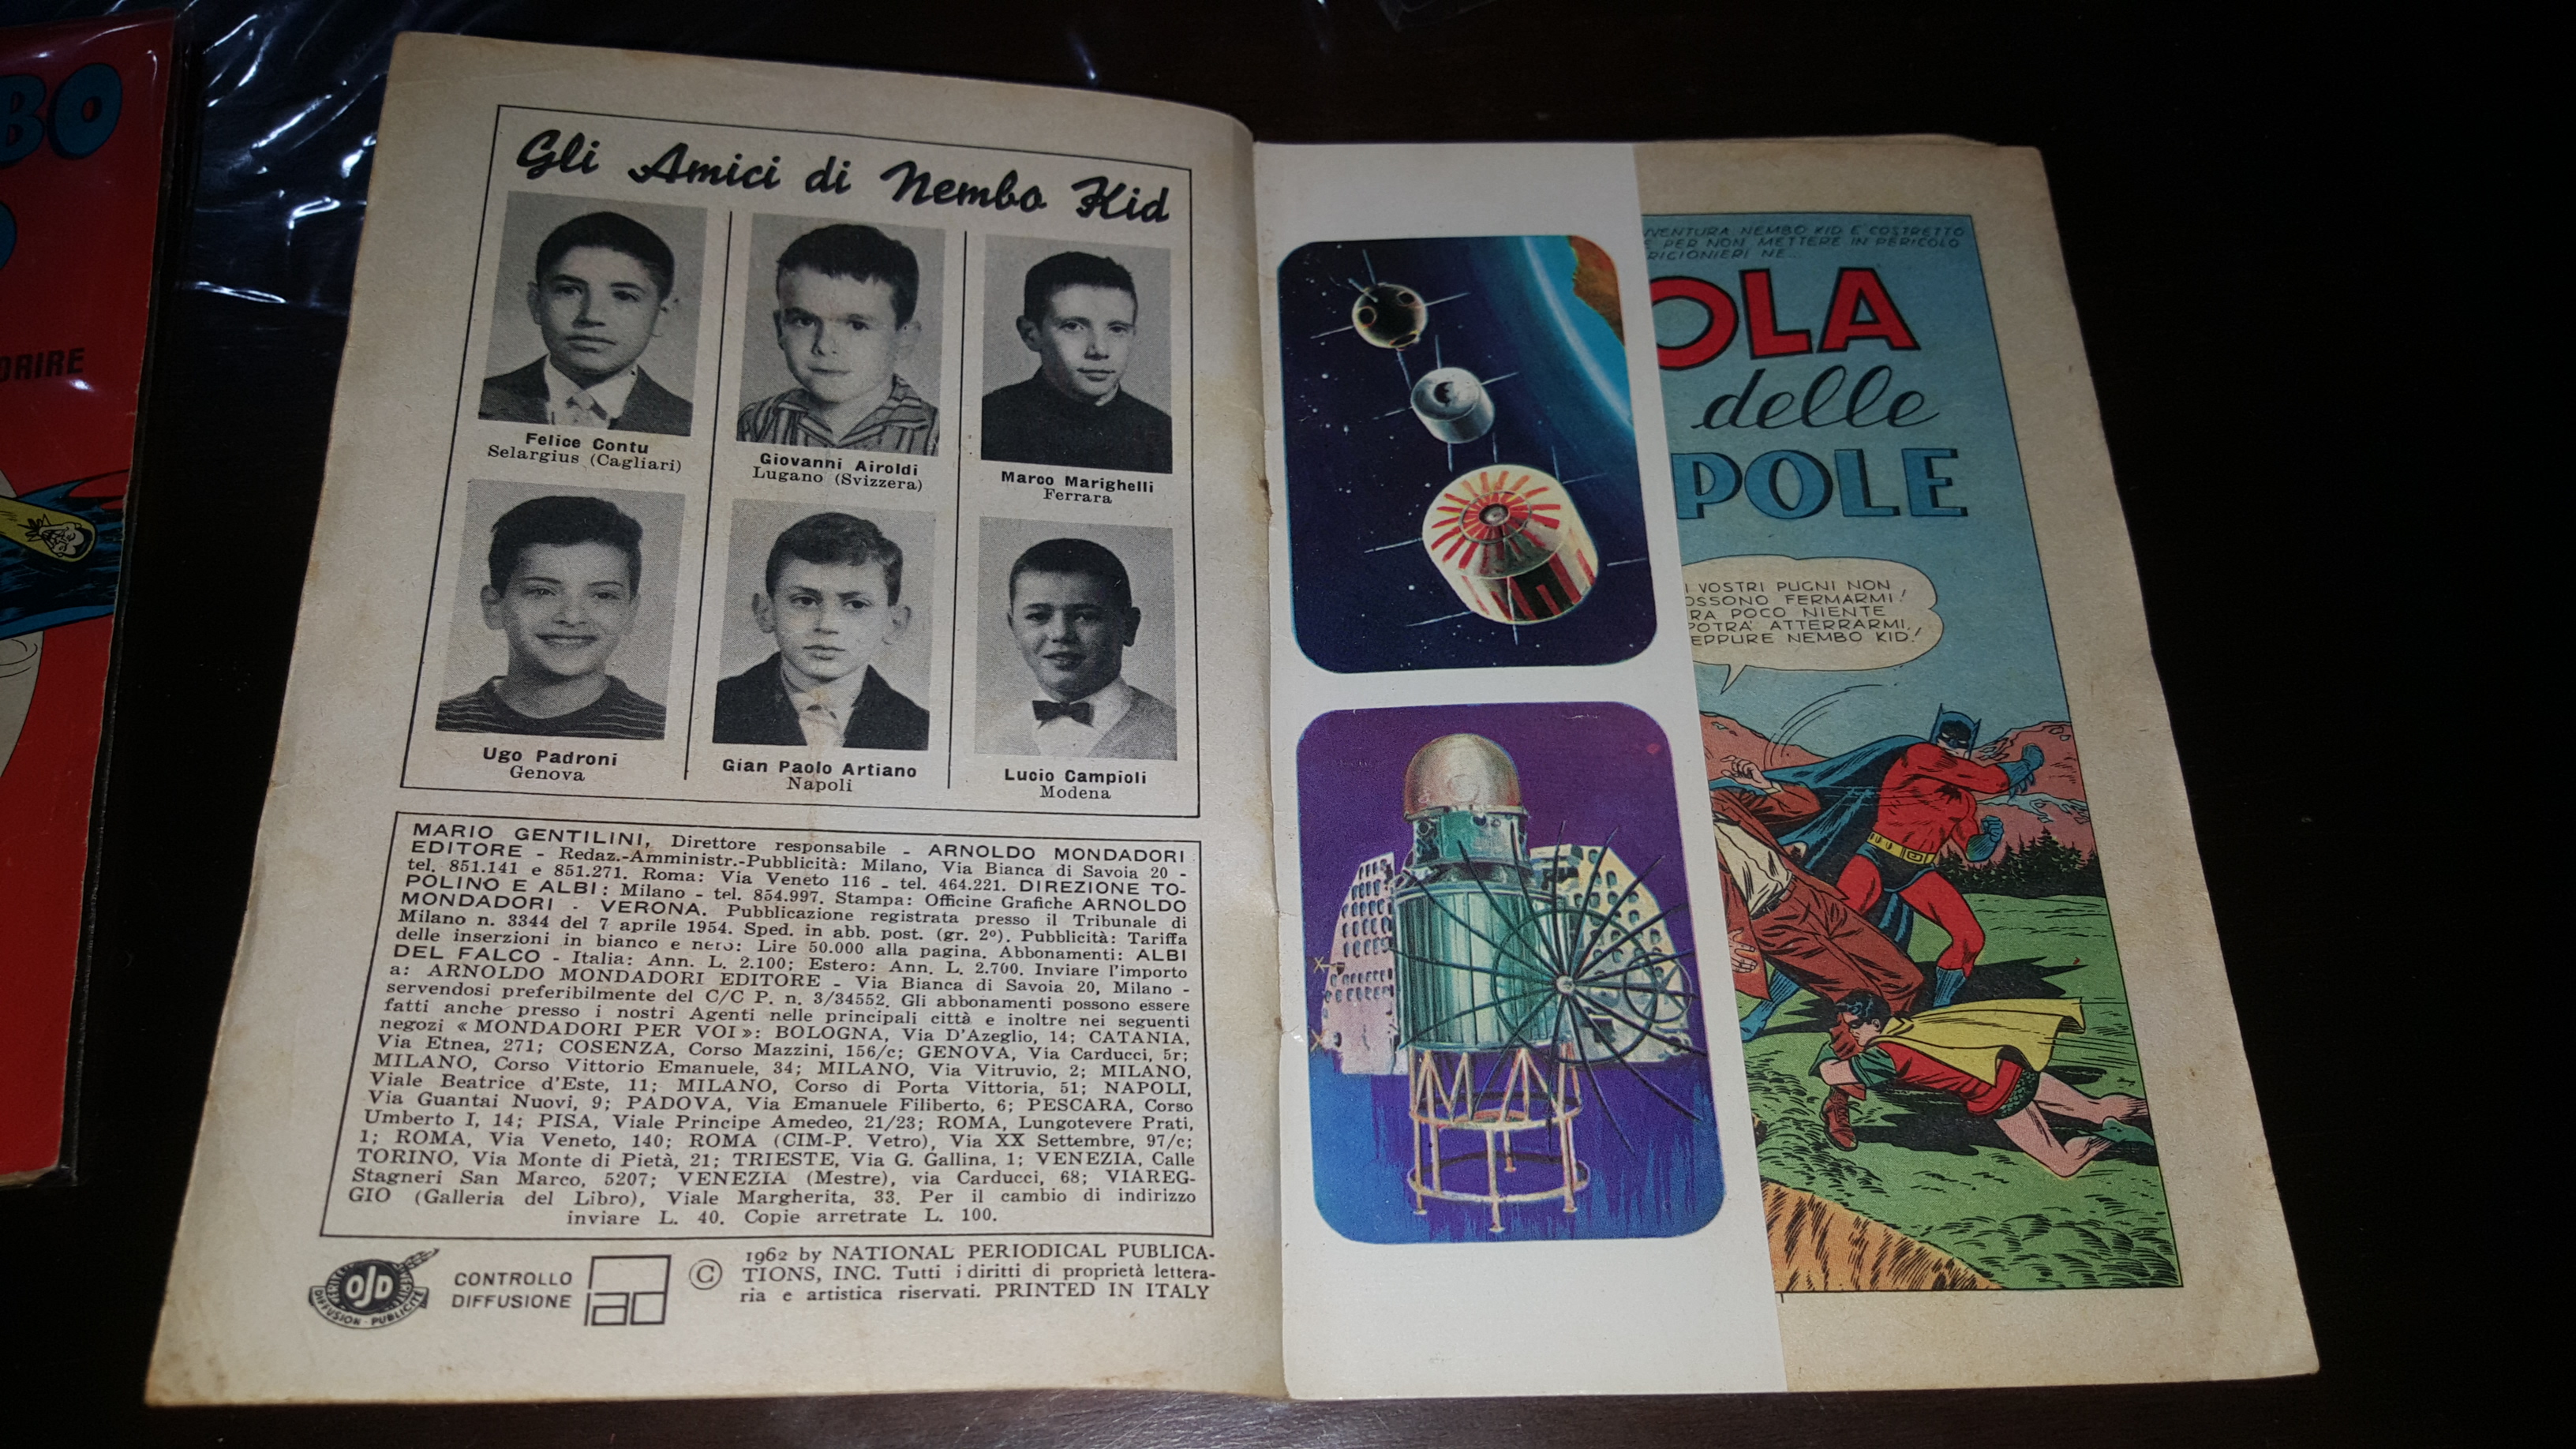 BO
ORIRE
Gli Amici di Nembo Kid
Felice Contu
Selargius (Cagliari)
Giovanni Airoldi
Lugano (Svizzera)
Marco Marighelli
Ferrara
Ugo Padroni
Genova
Gian Paolo Artiano
Napoli
Lucio Campioli
Modena
MARIO GENTILINI, Direttore responsabile - ARNOLDO MONDADORI
EDITORE - Redaz.-Amministr.-Pubblicità: Milano, Via Bianca di Savoia 20 -
tel. 851.141 e 851.271. Roma: Via Veneto 116 - tel. 464.221. DIREZIONE TO-
POLINO E ALBI: Milano - tel. 854.997. Stampa: Officine Grafiche ARNOLDO
MONDADORI - VERONA. Pubblicazione registrata presso il Tribunale di
Milano n. 3344 del 7 aprile 1954. Sped. in abb. post. (gr. 2º). Pubblicità: Tariffa
delle inserzioni in bianco e nero: Lire 50.000 alla pagina. Abbonamenti: ALBI
DEL FALCO - Italia: Ann. L. 2.100; Estero: Ann. L. 2.700. Inviare l'importo
a: ARNOLDO MONDADORI EDITORE - Via Bianca di Savoia 20, Milano -
servendosi preferibilmente del C/C P. n. 3/34552. Gli abbonamenti possono essere
fatti anche presso i nostri Agenti nelle principali città e inoltre nei seguenti
negozi « MONDADORI PER VOI »: BOLOGNA, Via D'Azeglio, 14; CATANIA,
Via Etnea, 271; COSENZA, Corso Mazzini, 156/c; GENOVA, Via Carducci, 5r;
MILANO, Corso Vittorio Emanuele, 34; MILANO, Via Vitruvio, 2; MILANO,
Viale Beatrice d'Este, 11; MILANO, Corso di Porta Vittoria, 51; NAPOLI,
Via Guantai Nuovi, 9; PADOVA, Via Emanuele Filiberto, 6; PESCARA, Corso
Umberto I, 14; PISA, Viale Principe Amedeo, 21/23; ROMA, Lungotevere Prati,
1; ROMA, Via Veneto, 140; ROMA (CIM-P. Vetro), Via XX Settembre, 97/c;
TORINO, Via Monte di Pietà, 21; TRIESTE, Via G. Gallina, 1; VENEZIA, Calle
Stagneri San Marco, 5207; VENEZIA (Mestre), via Carducci, 68; VIAREG-
GIO (Galleria del Libro), Viale Margherita, 33. Per il cambio di indirizzo
inviare L. 40. Copie arretrate L. 100.
OJD
DIFFUSION - PUBLICITÉ
CONTROLLO
DIFFUSIONE
iad
© 1962 by NATIONAL PERIODICAL PUBLICA-
TIONS, INC. Tutti i diritti di proprietà lettera-
ria e artistica riservati. PRINTED IN ITALY
VVENTURA NEMBO KID È COSTRETTO
E PER NON METTERE IN PERICOLO
RIGIONIERI NE...
OLA
delle
POLE
I VOSTRI PUGNI NON
OSSONO FERMARMI!
RA POCO NIENTE
POTRA' ATTERRARMI,
EPPURE NEMBO KID!